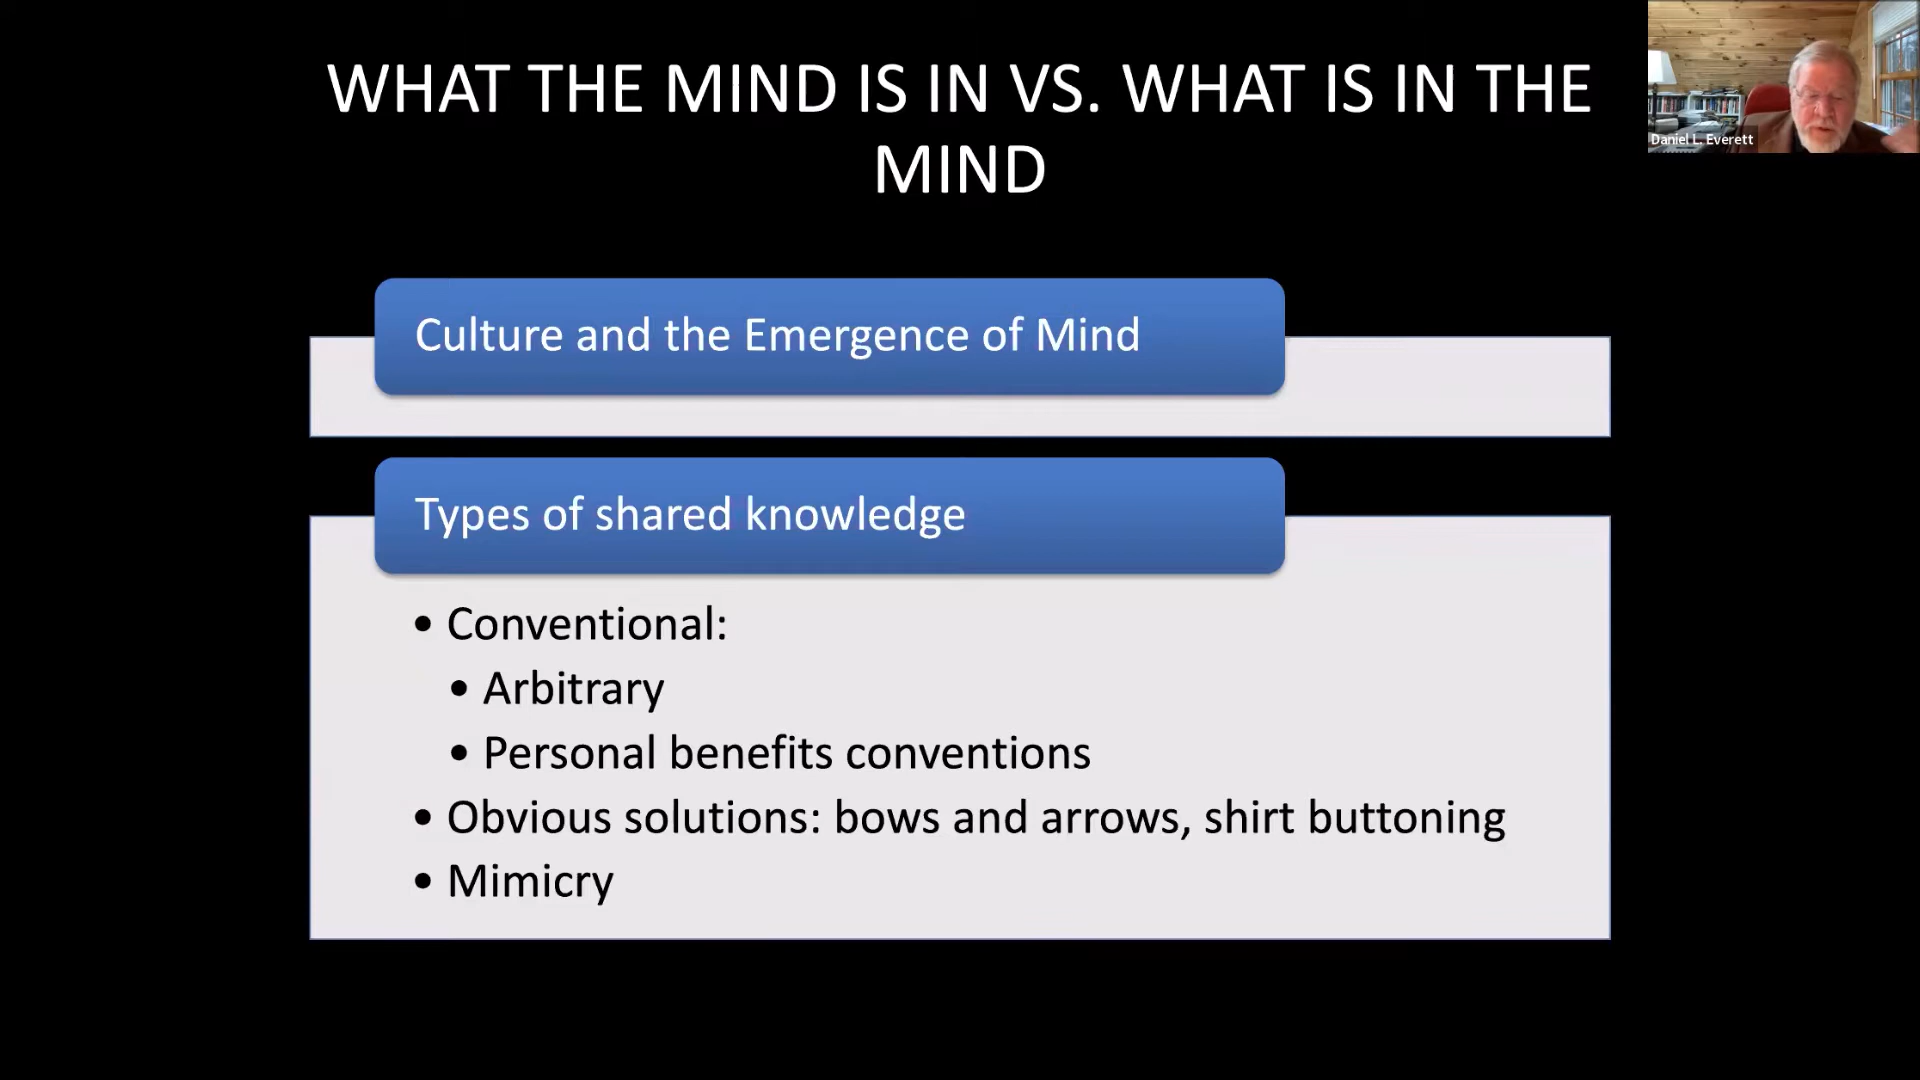 WHAT THE MIND IS IN VS. WHAT IS IN THE
MIND
Daniel L. Everett
Culture and the Emergence of Mind
Types of shared knowledge
• Conventional:
• Arbitrary
• Personal benefits conventions
• Obvious solutions: bows and arrows, shirt buttoning
• Mimicry